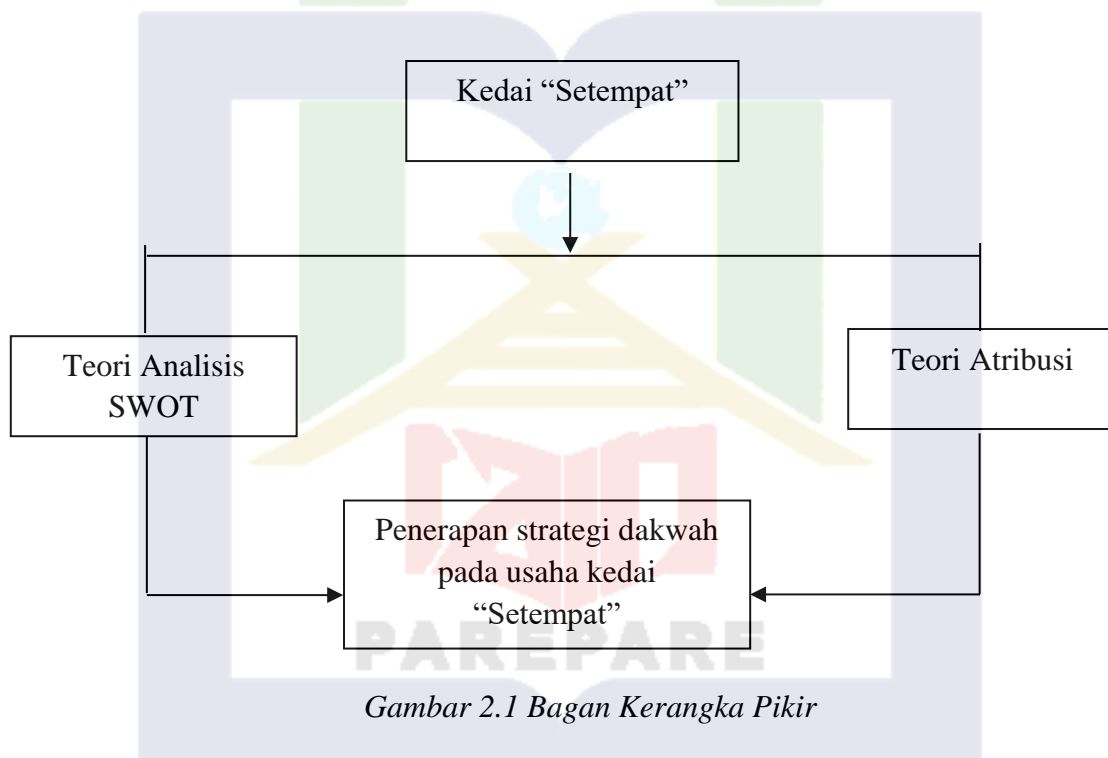 Kedai “Setempat”
Teori Analisis
SWOT
Teori Atribusi
Penerapan strategi dakwah
pada usaha kedai
“Setempat”
PAREPARE
Gambar 2.1 Bagan Kerangka Pikir